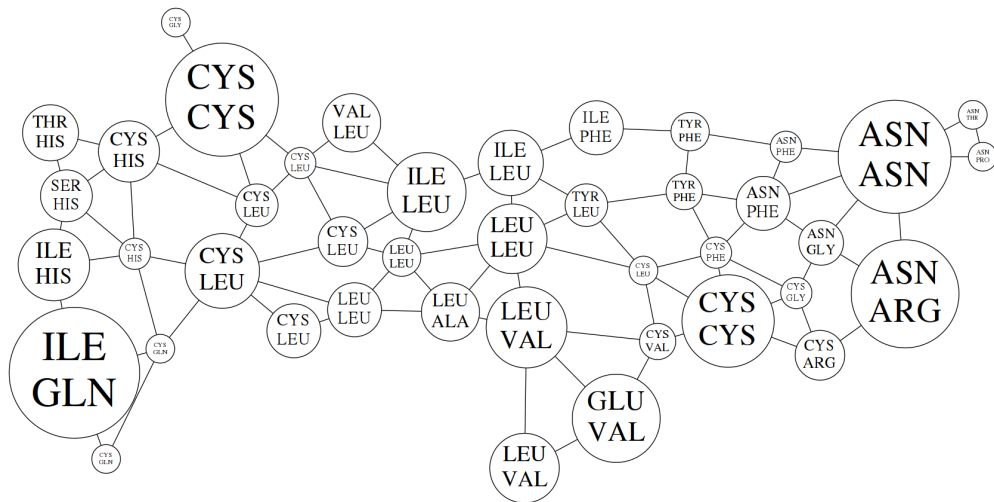 CYS
GLY
CYS
CYS
THR
HIS
CYS
HIS
VAL
LEU
CYS
LEU
SER
HIS
CYS
LEU
ILE
LEU
ILE
LEU
ILE
PHE
TYR
PHE
ASN
PHE
ASN
ASN
ASN
THR
ASN
PRO
ILE
HIS
CYS
HIS
CYS
LEU
CYS
LEU
LEU
LEU
LEU
LEU
TYR
LEU
TYR
PHE
ASN
PHE
CYS
PHE
ASN
GLY
CYS
LEU
CYS
GLY
ASN
ARG
ILE
GLN
CYS
GLN
CYS
LEU
LEU
LEU
LEU
ALA
LEU
VAL
CYS
VAL
CYS
CYS
CYS
ARG
GLU
VAL
CYS
GLN
LEU
VAL